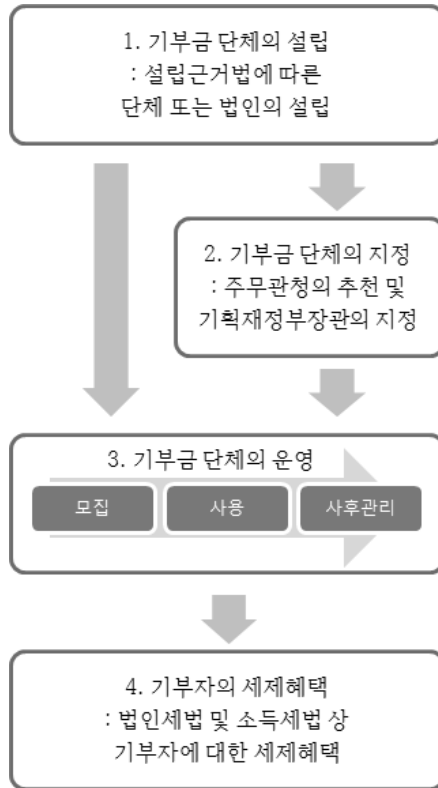 1. 기부금 단체의 설립
: 설립근거법에 따른
단체 또는 법인의 설립
2. 기부금 단체의 지정
: 주무관청의 추천 및
기획재정부장관의 지정
3. 기부금 단체의 운영
모집
사용
사후관리
4. 기부자의 세제혜택
: 법인세법 및 소득세법 상
기부자에 대한 세제혜택